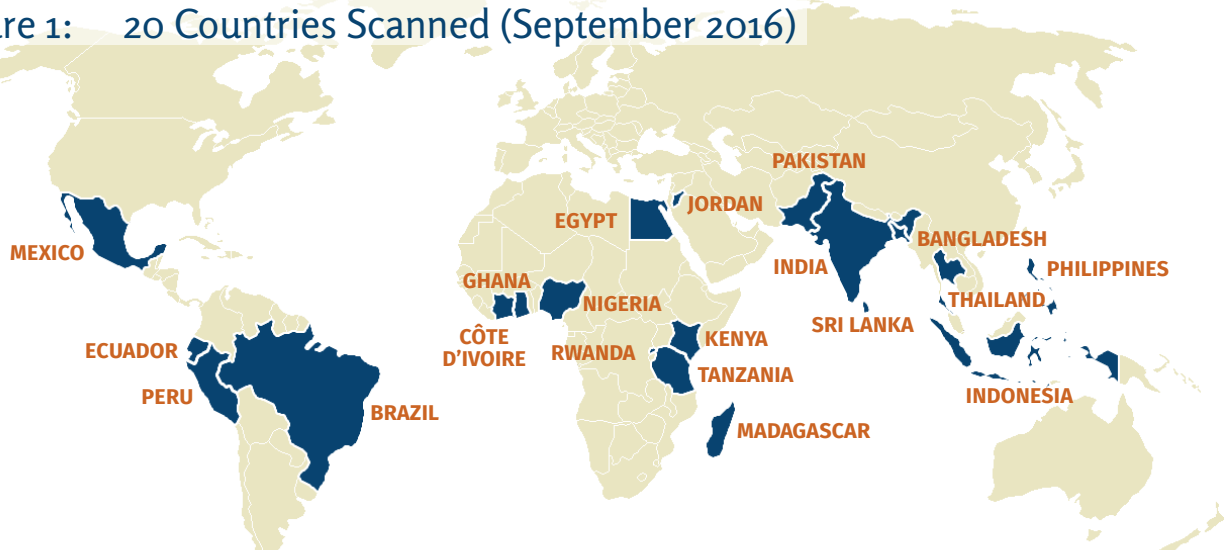 re 1: 20 Countries Scanned (September 2016)
PAKISTAN
JORDAN
EGYPT
MEXICO
BANGLADESH
INDIA
PHILIPPINES
GHANA
NIGERIA
THAILAND
SRI LANKA
CÔTE
D'IVOIRE
KENYA
ECUADOR
RWANDA
TANZANIA
PERU
INDONESIA
BRAZIL
MADAGASCAR